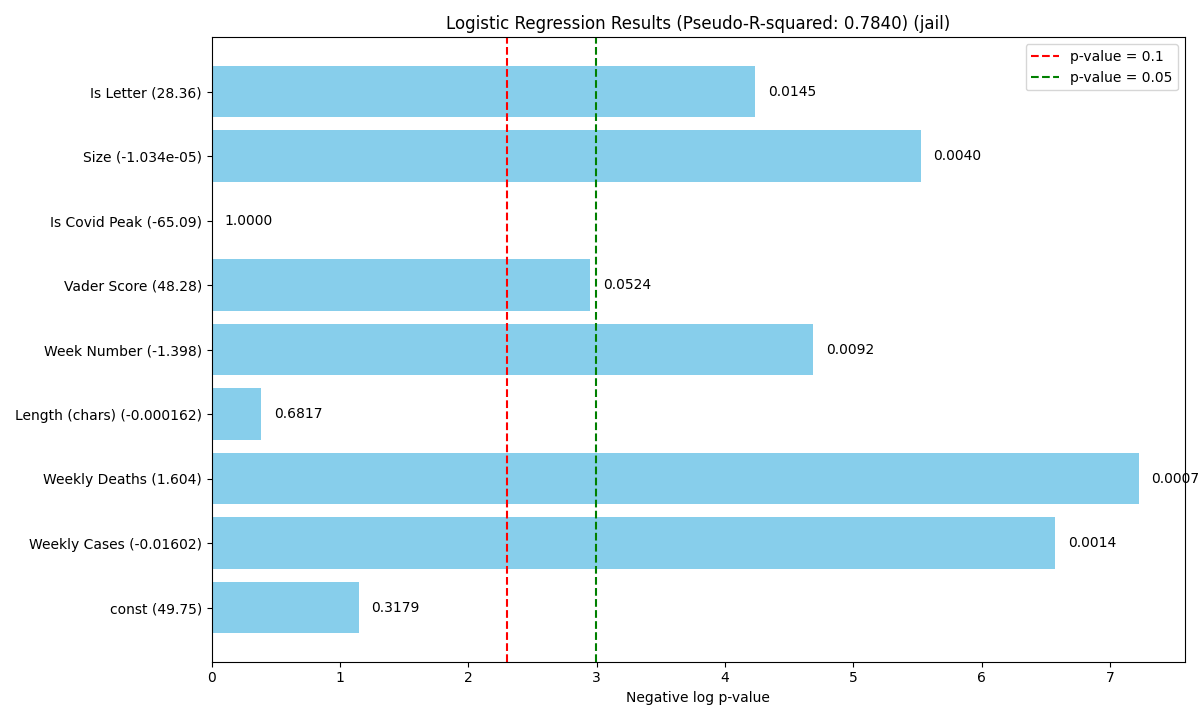 Logistic Regression Results (Pseudo-R-squared: 0.7840) (jail)
p-value = 0.1
p-value = 0.05
Is Letter (28.36)
0.0145
Size (-1.034e-05)
0.0040
Is Covid Peak (-65.09)
1.0000
Vader Score (48.28)
0.0524
Week Number (-1.398)
0.0092
Length (chars) (-0.000162)
0.6817
Weekly Deaths (1.604)
0.0007
Weekly Cases (-0.01602)
0.0014
const (49.75)
0.3179
0 1 2 3 4 5 6 7
Negative log p-value